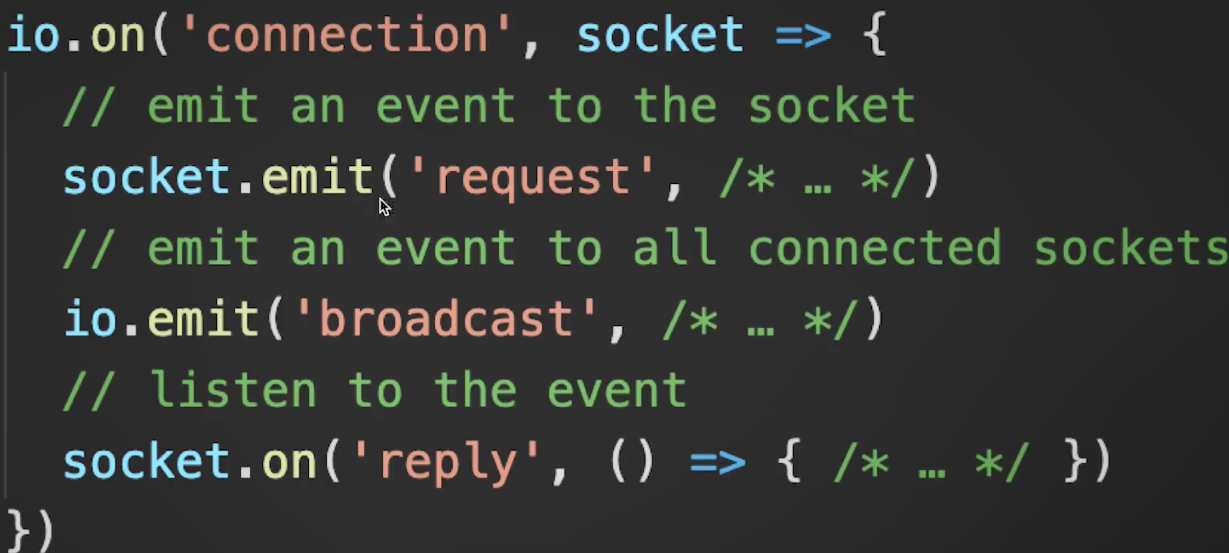 io.on('connection', socket => {
// emit an event to the socket
socket.emit('request', /* … */)
// emit an event to all connected sockets
io.emit('broadcast', /* … */)
// listen to the event
socket.on('reply', () => { /* … */ })
})